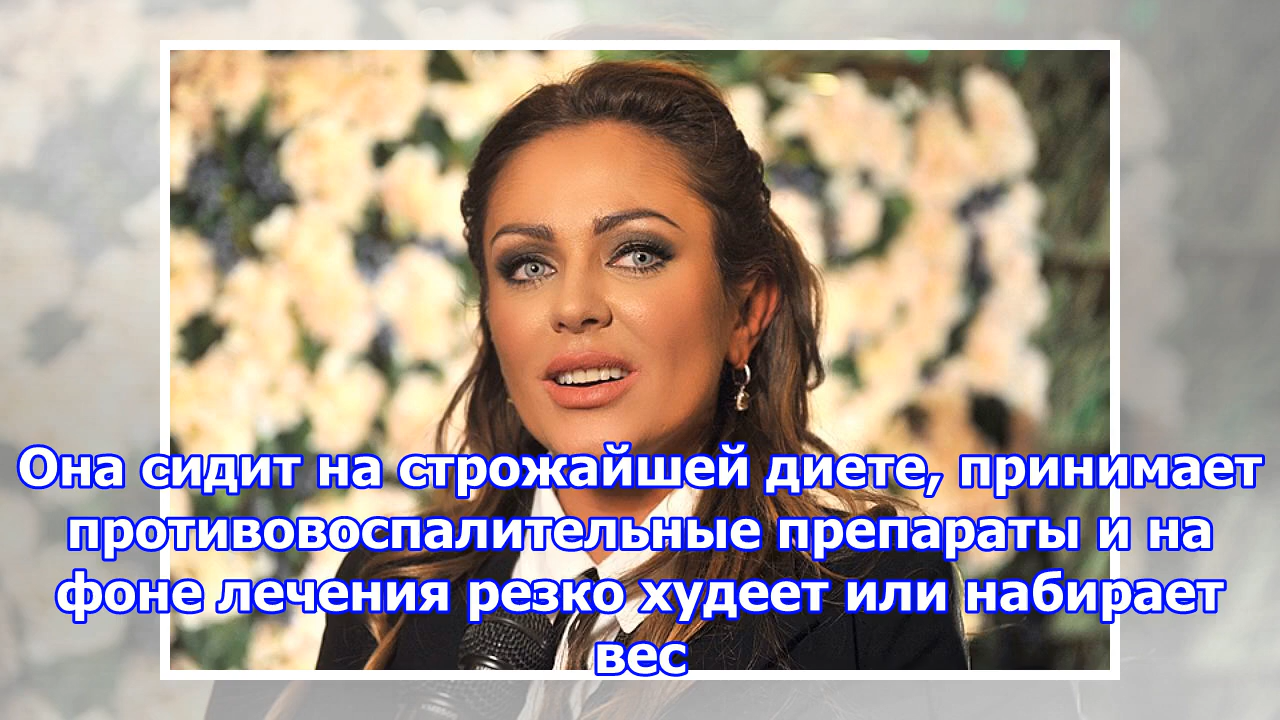 Она сидит на строжайшей диете, принимает
противовоспалительные препараты и на
фоне лечения резко худеет или набирает
вес